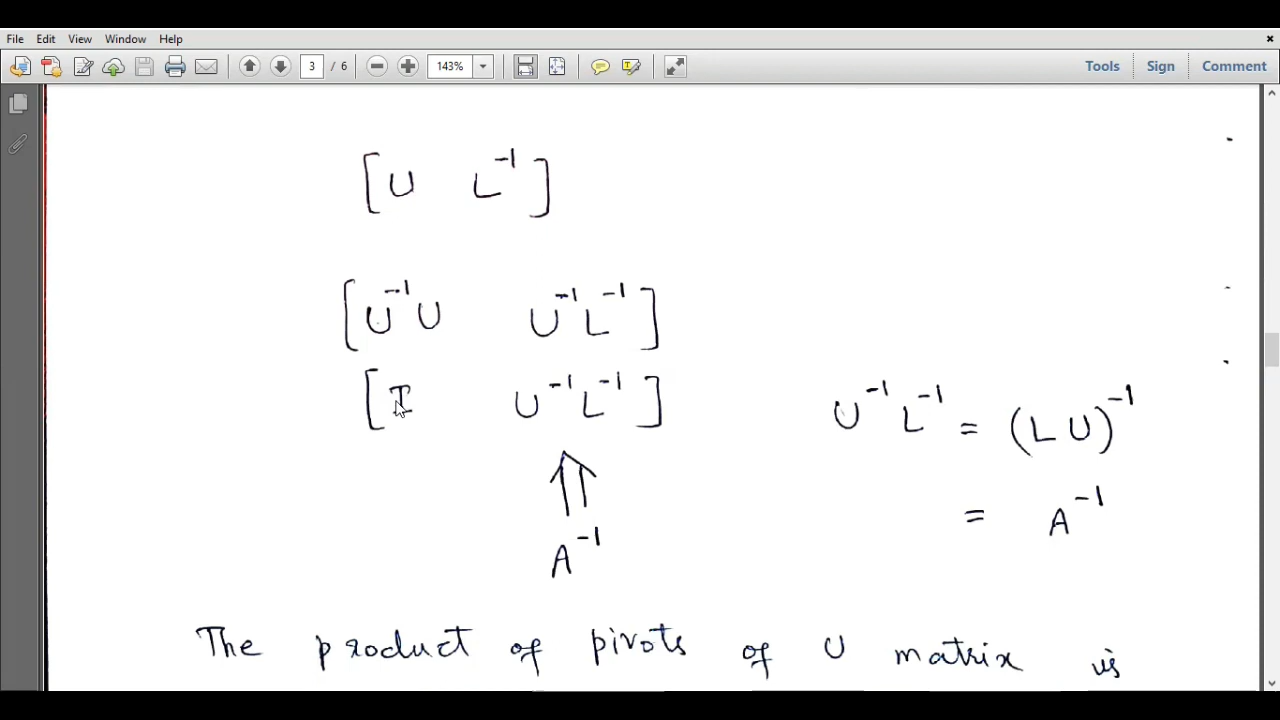 File Edit View Window Help
3 / 6 143% Tools Sign Comment
[U L⁻¹]
[U⁻¹U U⁻¹L⁻¹]
[I U⁻¹L⁻¹]
U⁻¹L⁻¹ = (LU)⁻¹
= A⁻¹
A⁻¹
The product of pivots of U matrix is